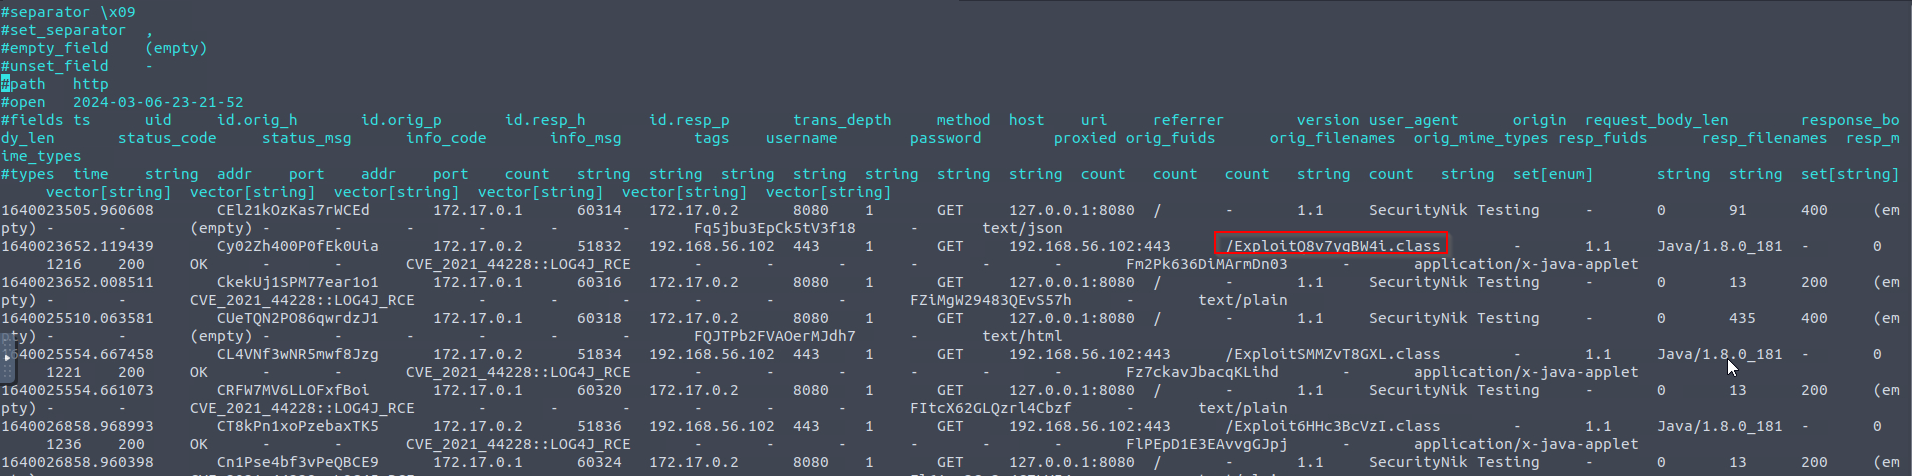 #separator \x09
#set_separator  ,
#empty_field    (empty)
#unset_field    -
#path   http
#open   2024-03-06-23-21-52
#fields ts      uid     id.orig_h       id.orig_p       id.resp_h       id.resp_p       trans_depth     method  host    uri     referrer        version user_agent      origin  request_body_len        response_bo
dy_len       status_code     status_msg      info_code       info_msg        tags    username        password        proxied orig_fuids      orig_filenames  orig_mime_types resp_fuids      resp_filenames  resp_m
ime_types
#types  time    string  addr    port    addr    port    count   string  string  string  string  string  string  string  count   count   count   string  count   string  set[enum]       string  string  set[string]
     vector[string]  vector[string]  vector[string]  vector[string]  vector[string]  vector[string]
1640023505.960608       CEl21kOzKas7rWCEd       172.17.0.1      60314   172.17.0.2      8080    1       GET     127.0.0.1:8080  /       -       1.1     SecurityNik Testing     -       0       91      400     (em
pty) -       -       (empty) -       -       -       -       -       Fq5jbu3EpCk5tV3f18      -       text/json
1640023652.119439       Cy02Zh400P0fEk0Uia      172.17.0.2      51832   192.168.56.102  443     1       GET     192.168.56.102:443      /ExploitQ8v7ygBW4i.class        -       1.1     Java/1.8.0_181  -       0
     1216    200     OK      -       -       CVE_2021_44228::LOG4J_RCE       -       -       -       -       -       -       Fm2Pk636DiMArmDn03      -       application/x-java-applet
1640023652.008511       CkekUj1SPM77ear1o1      172.17.0.1      60316   172.17.0.2      8080    1       GET     127.0.0.1:8080  /       -       1.1     SecurityNik Testing     -       0       13      200     (em
pty) -       -       CVE_2021_44228::LOG4J_RCE       -       -       -       -       -       -       FZiMgW29483QEvS57h      -       text/plain
1640025510.063581       CUeTQN2PO86qwrdzJ1      172.17.0.1      60318   172.17.0.2      8080    1       GET     127.0.0.1:8080  /       -       1.1     SecurityNik Testing     -       0       435     400     (em
pty) -       -       (empty) -       -       -       -       -       FQJTPb2FVAOerMJdh7      -       text/html
1640025554.667458       CL4VNf3wNR5mwf8Jzg      172.17.0.2      51834   192.168.56.102  443     1       GET     192.168.56.102:443      /ExploitSMMZvT8GXL.class        -       1.1     Java/1.8.0_181  -       0
     1221    200     OK      -       -       CVE_2021_44228::LOG4J_RCE       -       -       -       -       -       -       Fz7ckavJbacqKLihd       -       application/x-java-applet
1640025554.661073       CRFW7MV6LLOFxfBoi       172.17.0.1      60320   172.17.0.2      8080    1       GET     127.0.0.1:8080  /       -       1.1     SecurityNik Testing     -       0       13      200     (em
pty) -       -       CVE_2021_44228::LOG4J_RCE       -       -       -       -       -       -       FItcX62GLQzrl4Cbzf      -       text/plain
1640026858.968993       CT8kPn1xoPzebaxTK5      172.17.0.2      51836   192.168.56.102  443     1       GET     192.168.56.102:443      /Exploit6HHc3BcVzI.class        -       1.1     Java/1.8.0_181  -       0
     1236    200     OK      -       -       CVE_2021_44228::LOG4J_RCE       -       -       -       -       -       -       FlPEpD1E3EAvvgGJpj      -       application/x-java-applet
1640026858.960398       Cn1Pse4bf3vPeQBCE9      172.17.0.1      60324   172.17.0.2      8080    1       GET     127.0.0.1:8080  /       -       1.1     SecurityNik Testing     -       0       13      200     (em